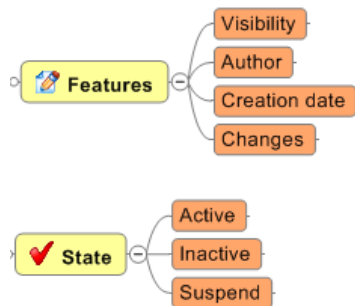 Visibility
Author
Features
Creation date
Changes
Active
State
Inactive
Suspend